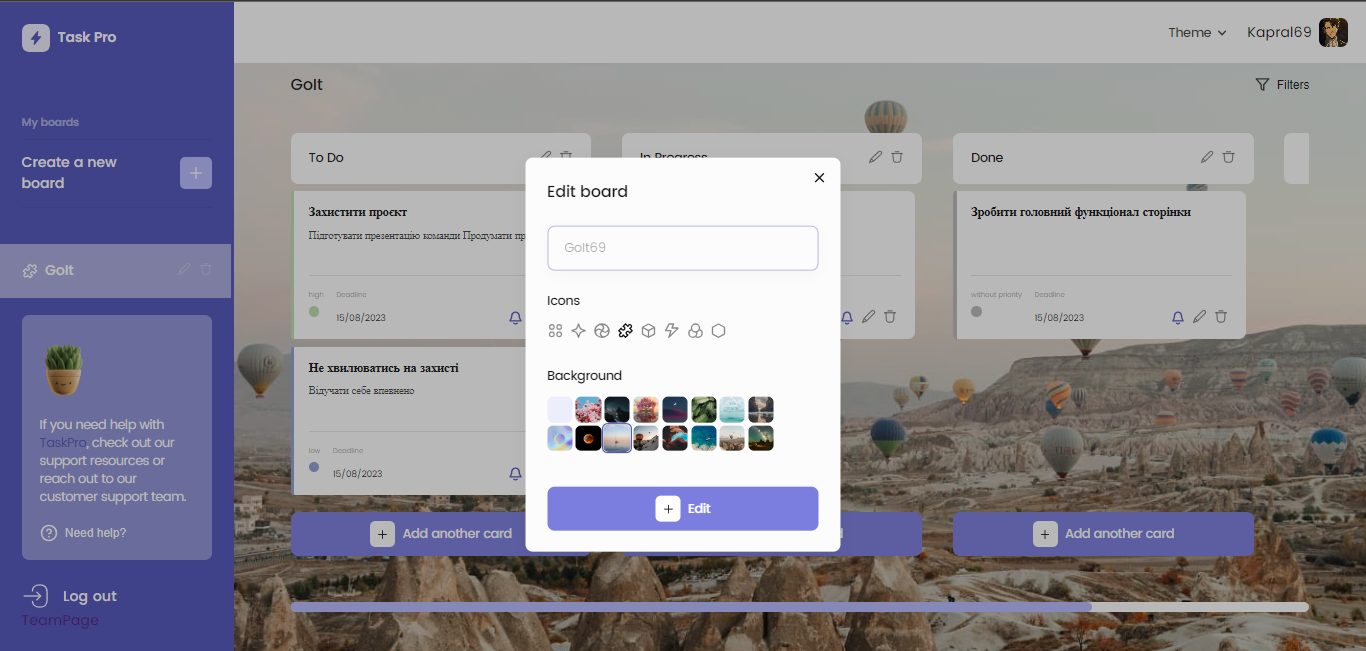 Task Pro
Theme
Kapral69
My boards
Create a new
board
GoIt
If you need help with
TaskPro, check out our
support resources or
reach out to our
customer support team.
Need help?
Log out
TeamPage
GoIt
Filters
To Do
Захистити проєкт
Підготувати презентацію команди Продумати пр
high
Deadline
15/08/2023
Не хвилюватись на захисті
Відучати себе впевнено
low
Deadline
15/08/2023
Add another card
In Progress
Done
Зробити головний функціонал сторінки
without priority
Deadline
15/08/2023
Add another card
Edit board
GoIt69
Icons
Background
Edit